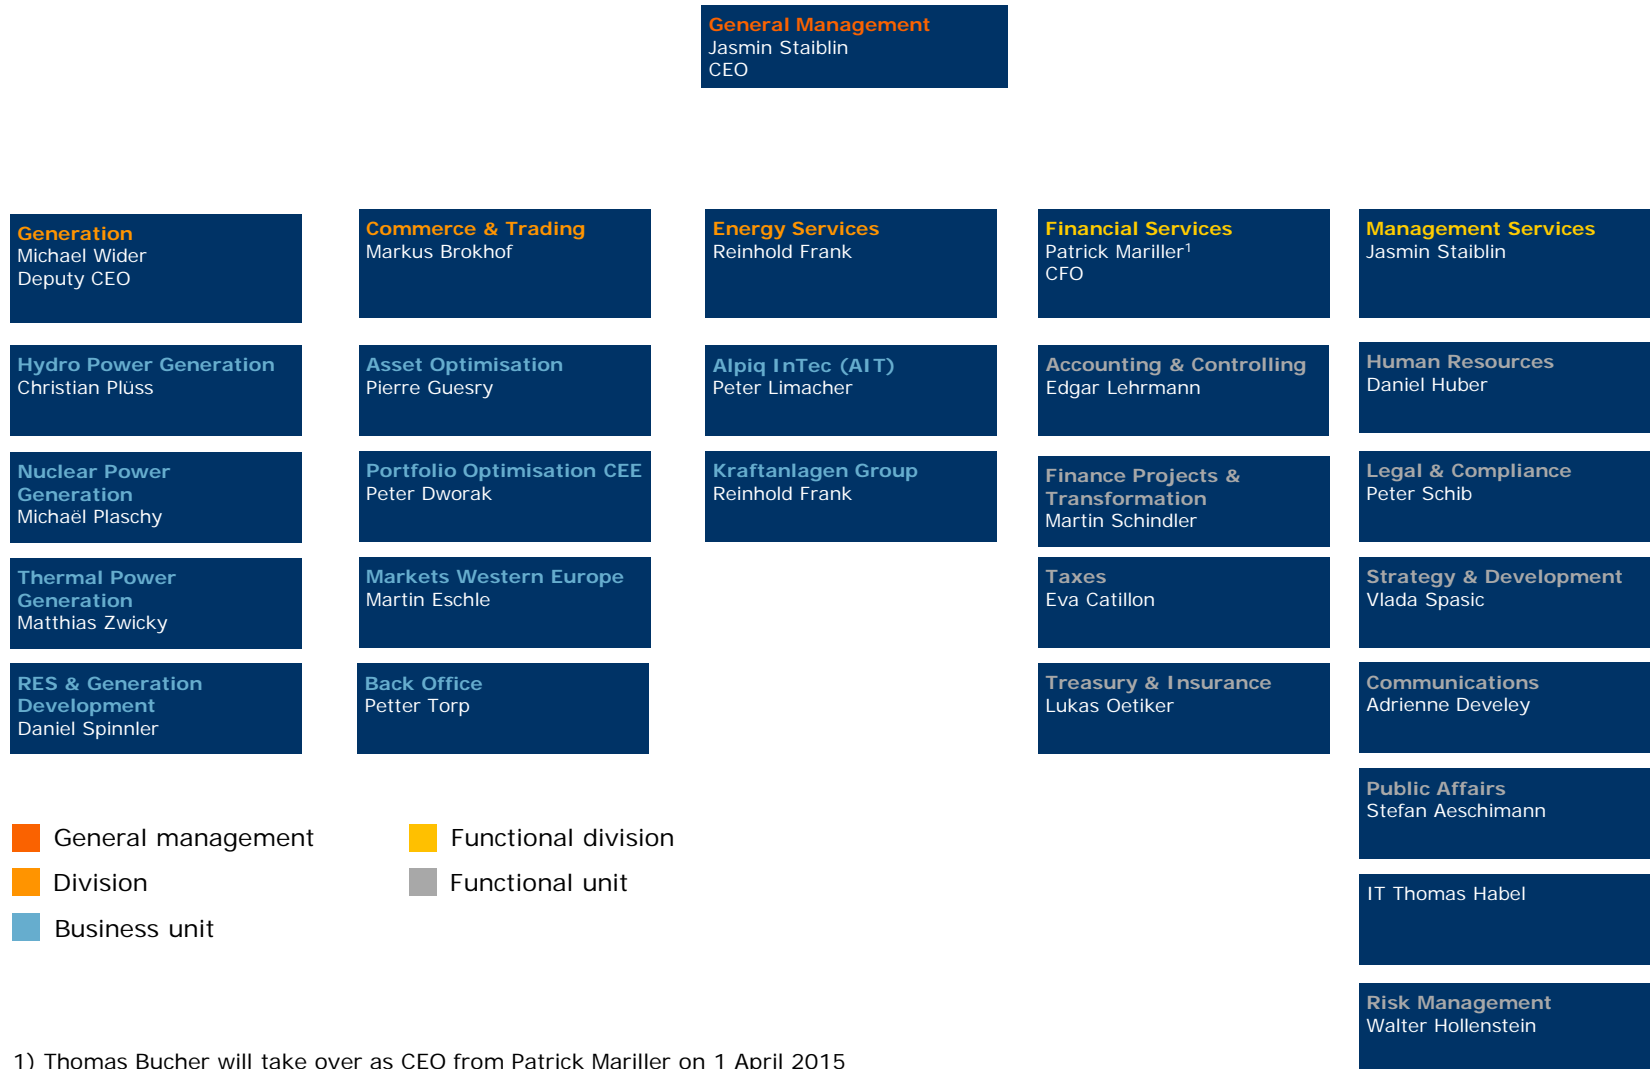 General Management
Jasmin Staiblin
CEO
Generation
Michael Wider
Deputy CEO
Commerce & Trading
Markus Brokhof
Energy Services
Reinhold Frank
Financial Services
Patrick Mariller¹
CFO
Management Services
Jasmin Staiblin
Hydro Power Generation
Christian Plüss
Asset Optimisation
Pierre Guesry
Alpiq InTec (AIT)
Peter Limacher
Accounting & Controlling
Edgar Lehrmann
Human Resources
Daniel Huber
Nuclear Power
Generation
Michaël Plaschy
Portfolio Optimisation CEE
Peter Dworak
Kraftanlagen Group
Reinhold Frank
Finance Projects &
Transformation
Martin Schindler
Legal & Compliance
Peter Schib
Thermal Power
Generation
Matthias Zwicky
Markets Western Europe
Martin Eschle
Taxes
Eva Catillon
Strategy & Development
Vlada Spasic
RES & Generation
Development
Daniel Spinnler
Back Office
Petter Torp
Treasury & Insurance
Lukas Oetiker
Communications
Adrienne Develey
Public Affairs
Stefan Aeschimann
IT Thomas Habel
Risk Management
Walter Hollenstein
General management
Functional division
Division
Functional unit
Business unit
1) Thomas Bucher will take over as CEO from Patrick Mariller on 1 April 2015